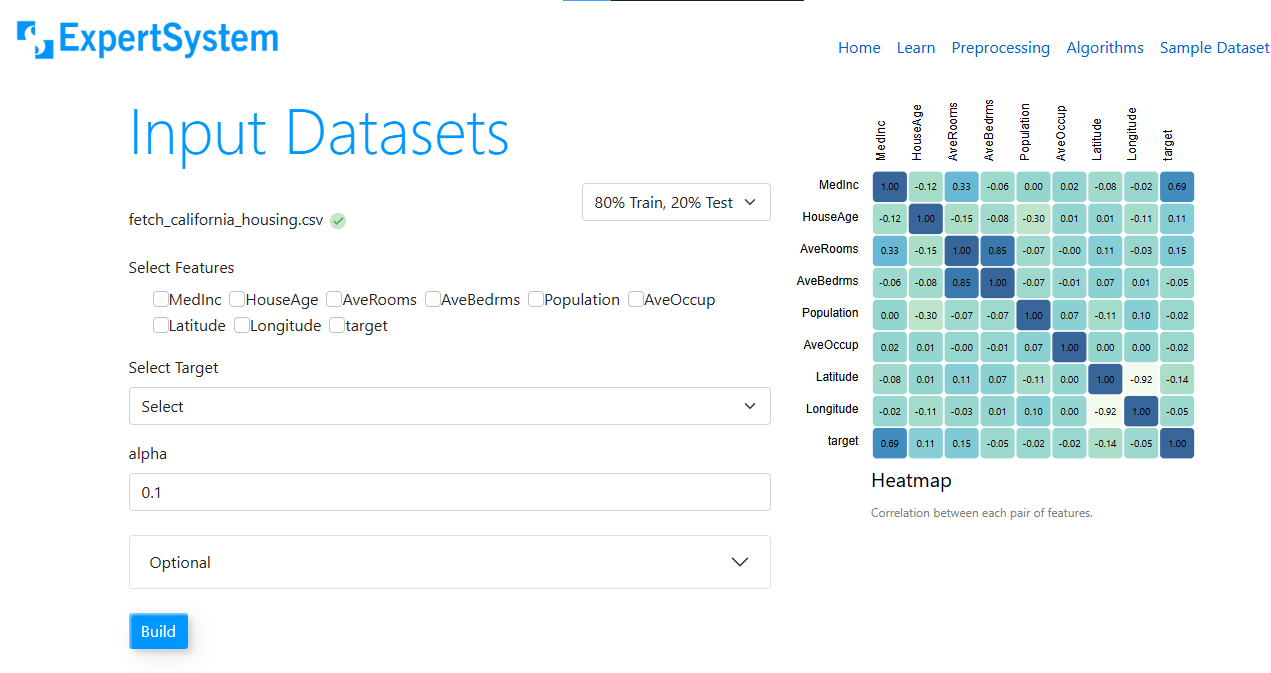 ExpertSystem
Home Learn Preprocessing Algorithms Sample Dataset
Input Datasets
80% Train, 20% Test
fetch_california_housing.csv
Select Features
MedInc HouseAge AveRooms AveBedrms Population AveOccup
Latitude Longitude target
Select Target
Select
alpha
0.1
Optional
Build
MedInc HouseAge AveRooms AveBedrms Population AveOccup Latitude Longitude target
MedInc 1.00 -0.12 0.33 -0.06 0.00 0.02 -0.08 -0.02 0.69
HouseAge -0.12 1.00 -0.15 -0.08 -0.30 0.01 0.01 -0.11 0.11
AveRooms 0.33 -0.15 1.00 0.85 -0.07 -0.00 0.11 -0.03 0.15
AveBedrms -0.06 -0.08 0.85 1.00 -0.07 -0.01 0.07 0.01 -0.05
Population 0.00 -0.30 -0.07 -0.07 1.00 0.07 -0.11 0.10 -0.02
AveOccup 0.02 0.01 -0.00 -0.01 0.07 1.00 0.00 0.00 -0.02
Latitude -0.08 0.01 0.11 0.07 -0.11 0.00 1.00 -0.92 -0.14
Longitude -0.02 -0.11 -0.03 0.01 0.10 0.00 -0.92 1.00 -0.05
target 0.69 0.11 0.15 -0.05 -0.02 -0.02 -0.14 -0.05 1.00
Heatmap
Correlation between each pair of features.